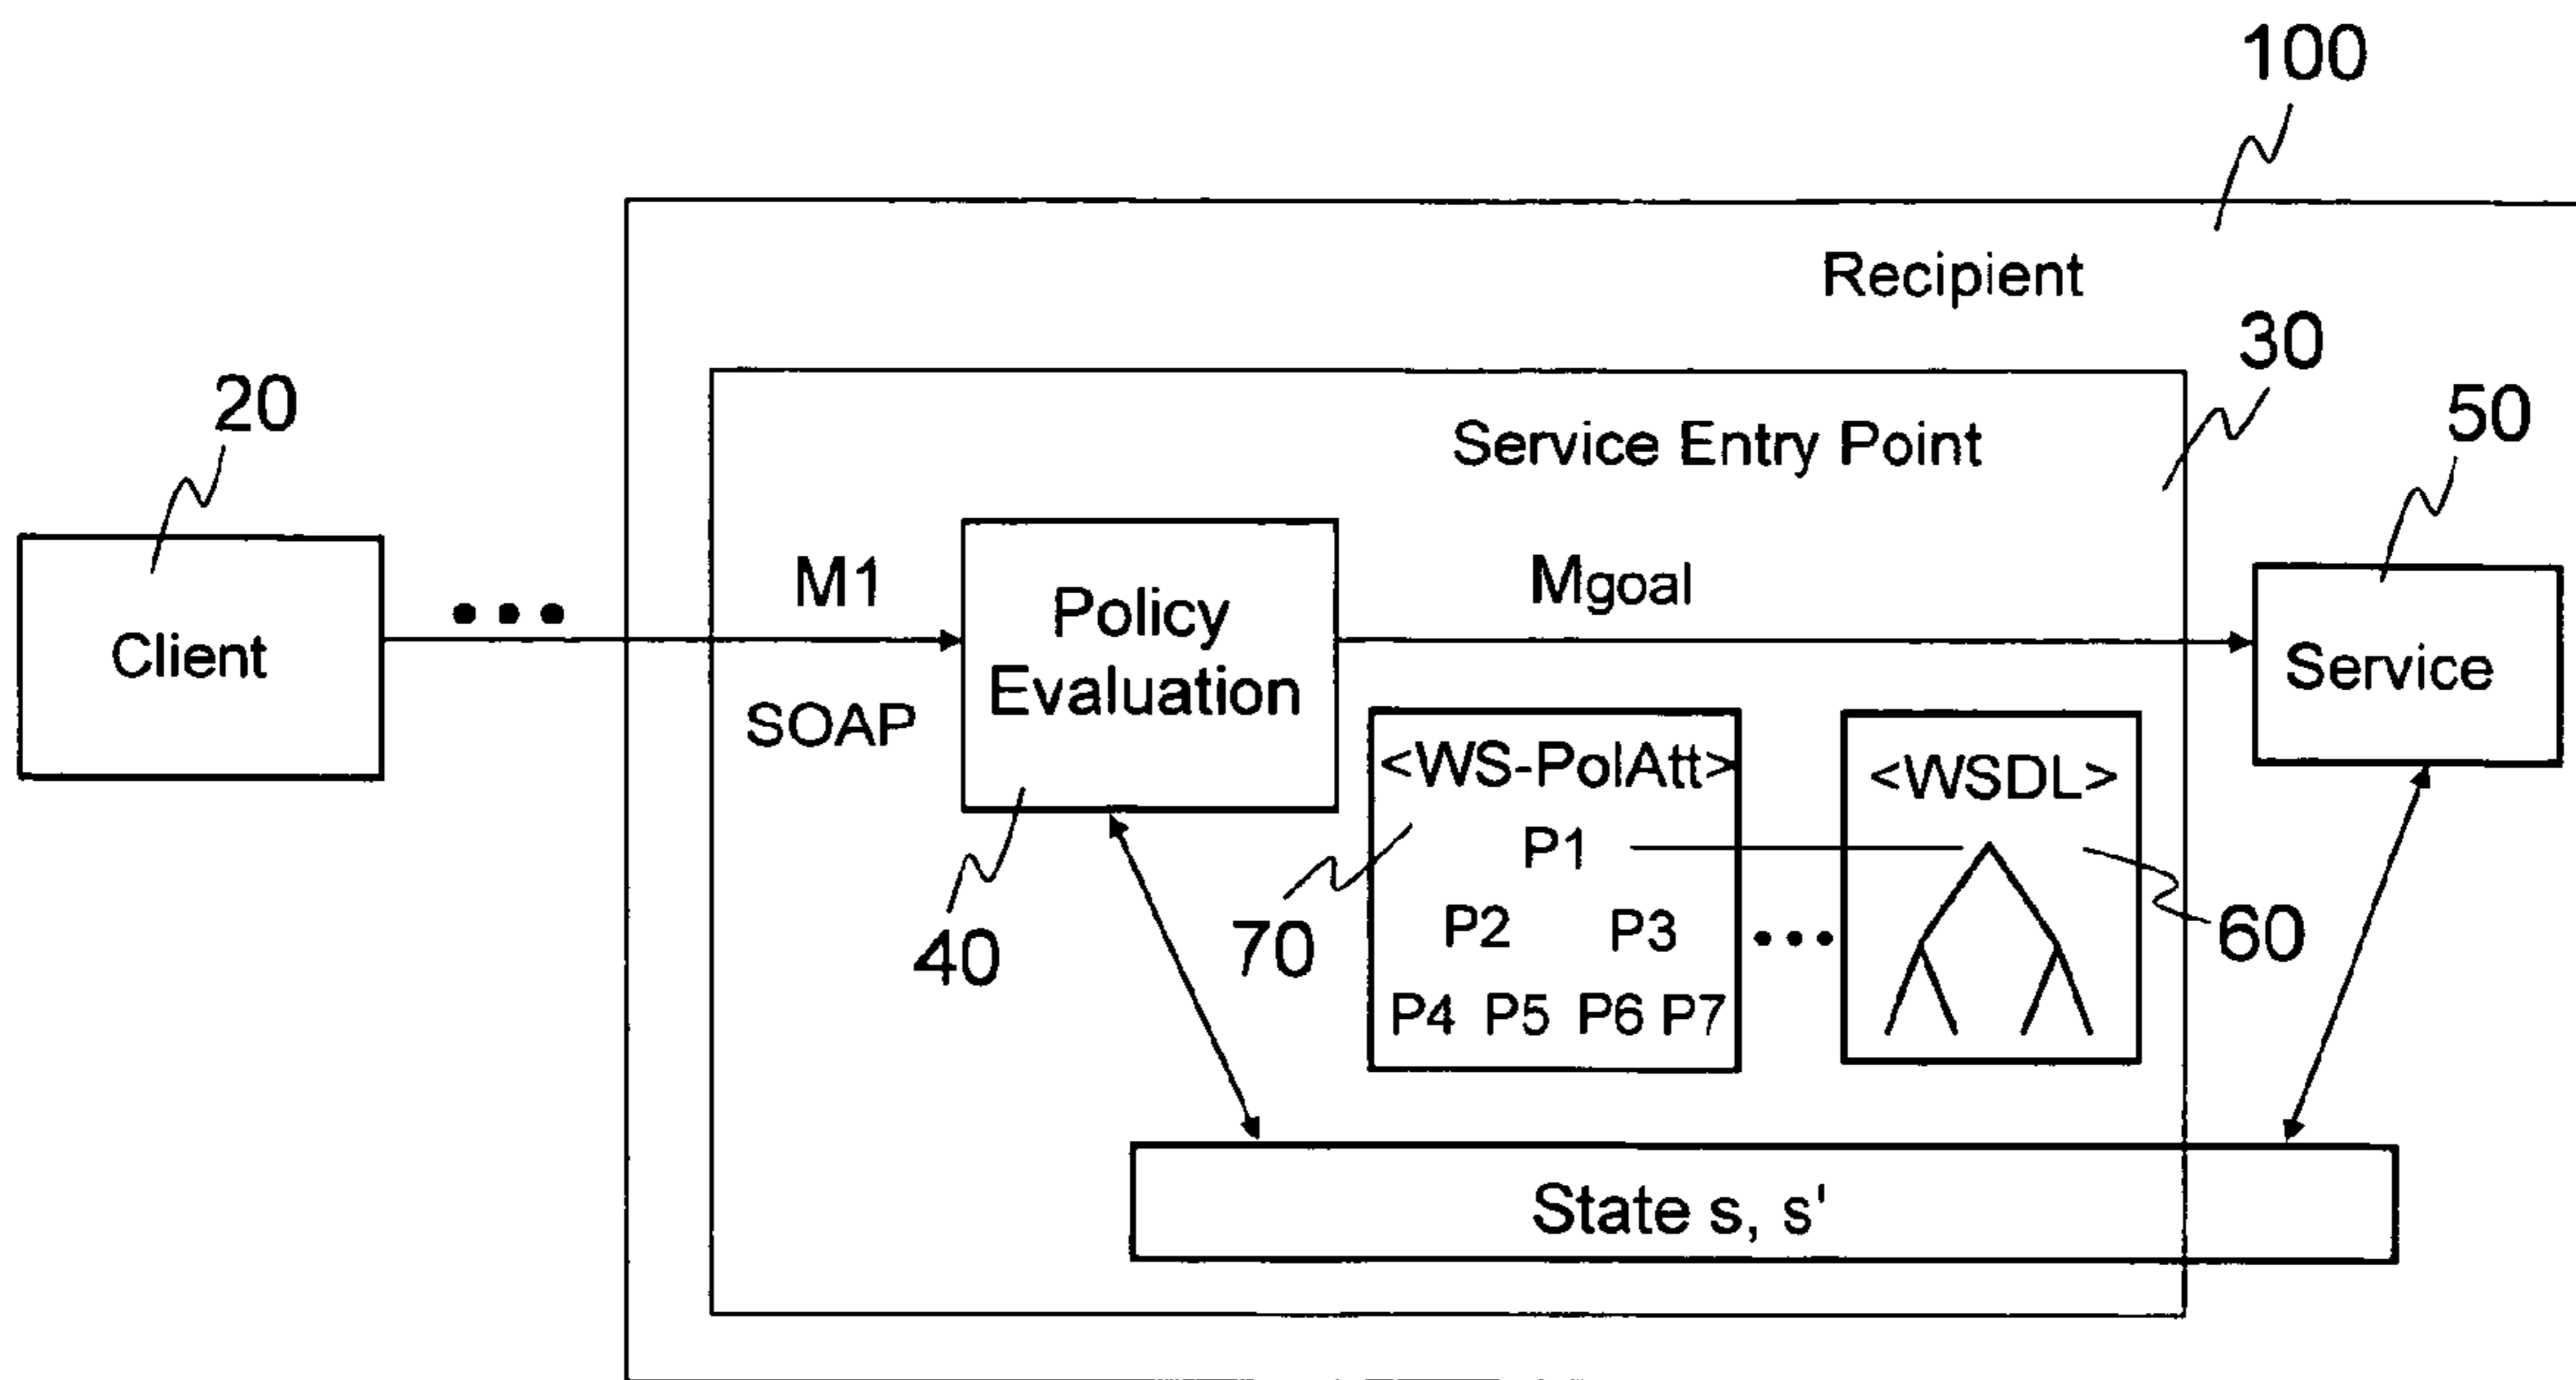 100
Recipient
30
20
Service Entry Point
50
M1
Policy
Evaluation
Mgoal
Client
SOAP
Service
<WS-PolAtt>
<WSDL>
P1
P2 P3
P4 P5 P6 P7
40
70
60
State s, s'